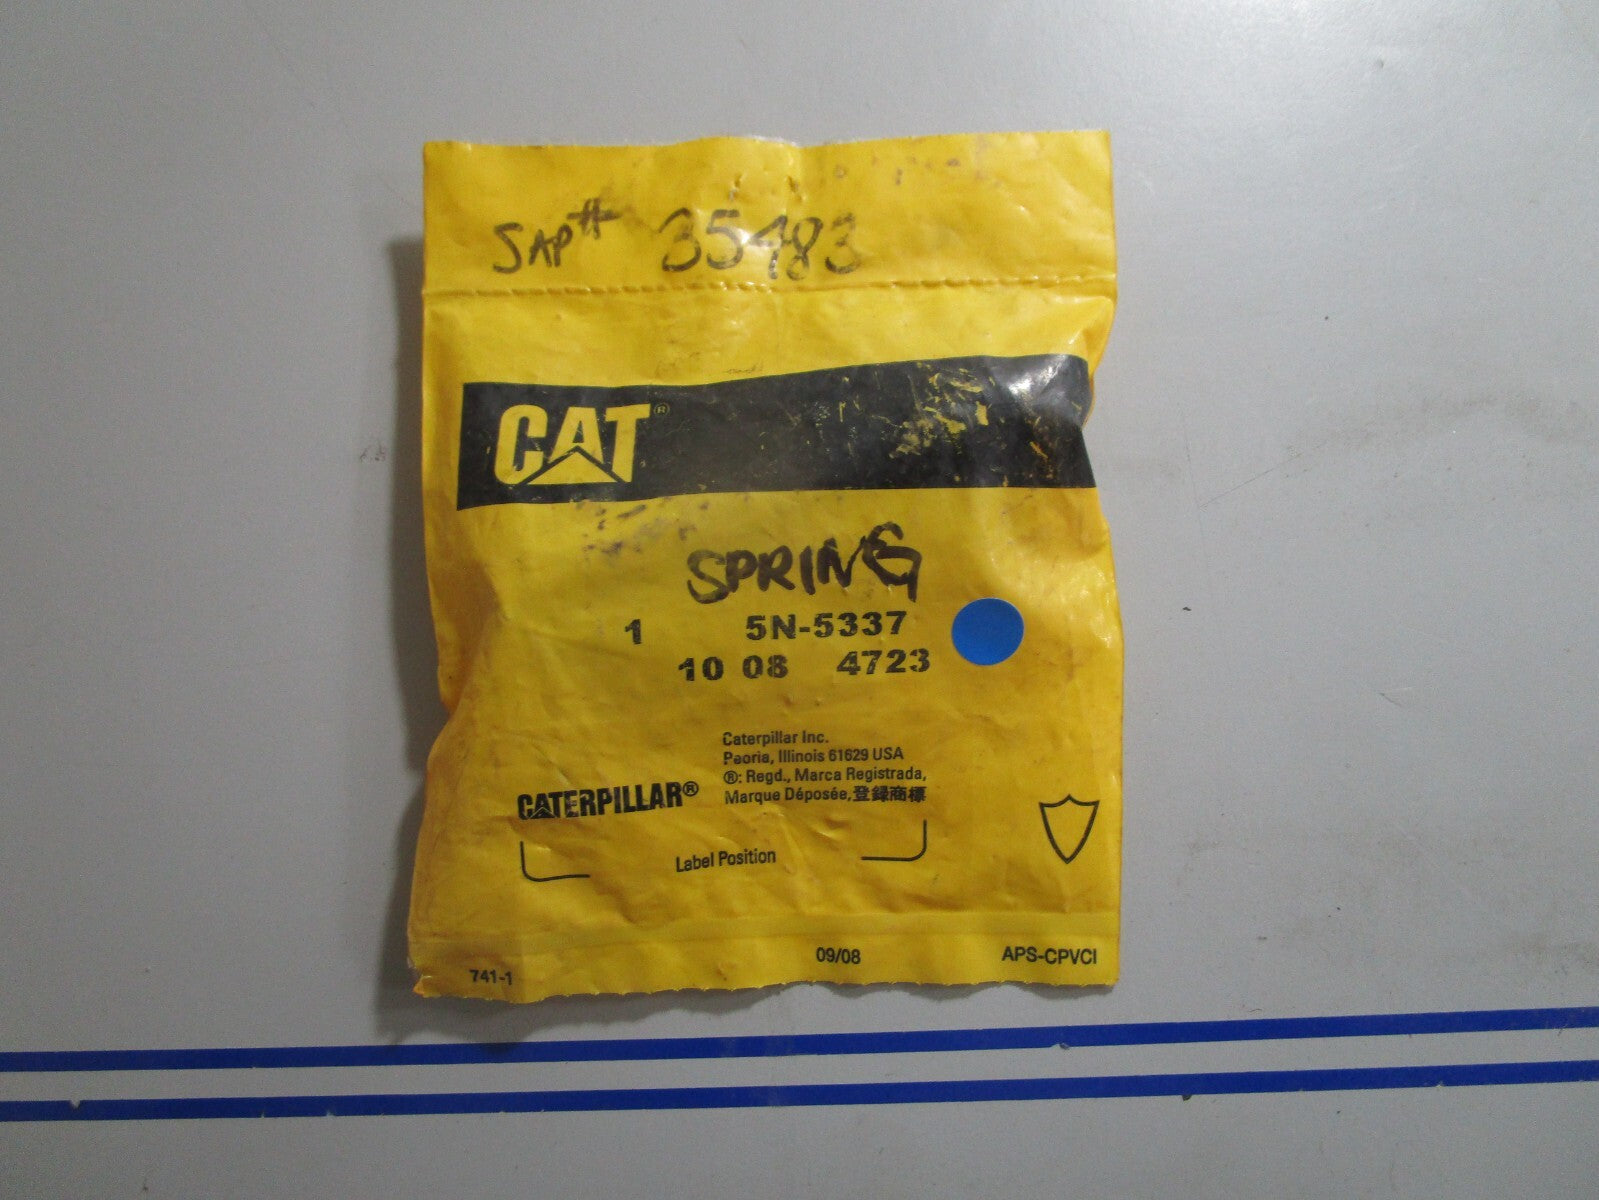 SAP# 35483
CAT®
SPRING
1 5N-5337
10 08 4723
Caterpillar Inc.
Peoria, Illinois 61629 USA
®: Regd., Marca Registrada,
Marque Déposée,登録商標
CATERPILLAR®
Label Position
741-1 09/08 APS-CPVCI